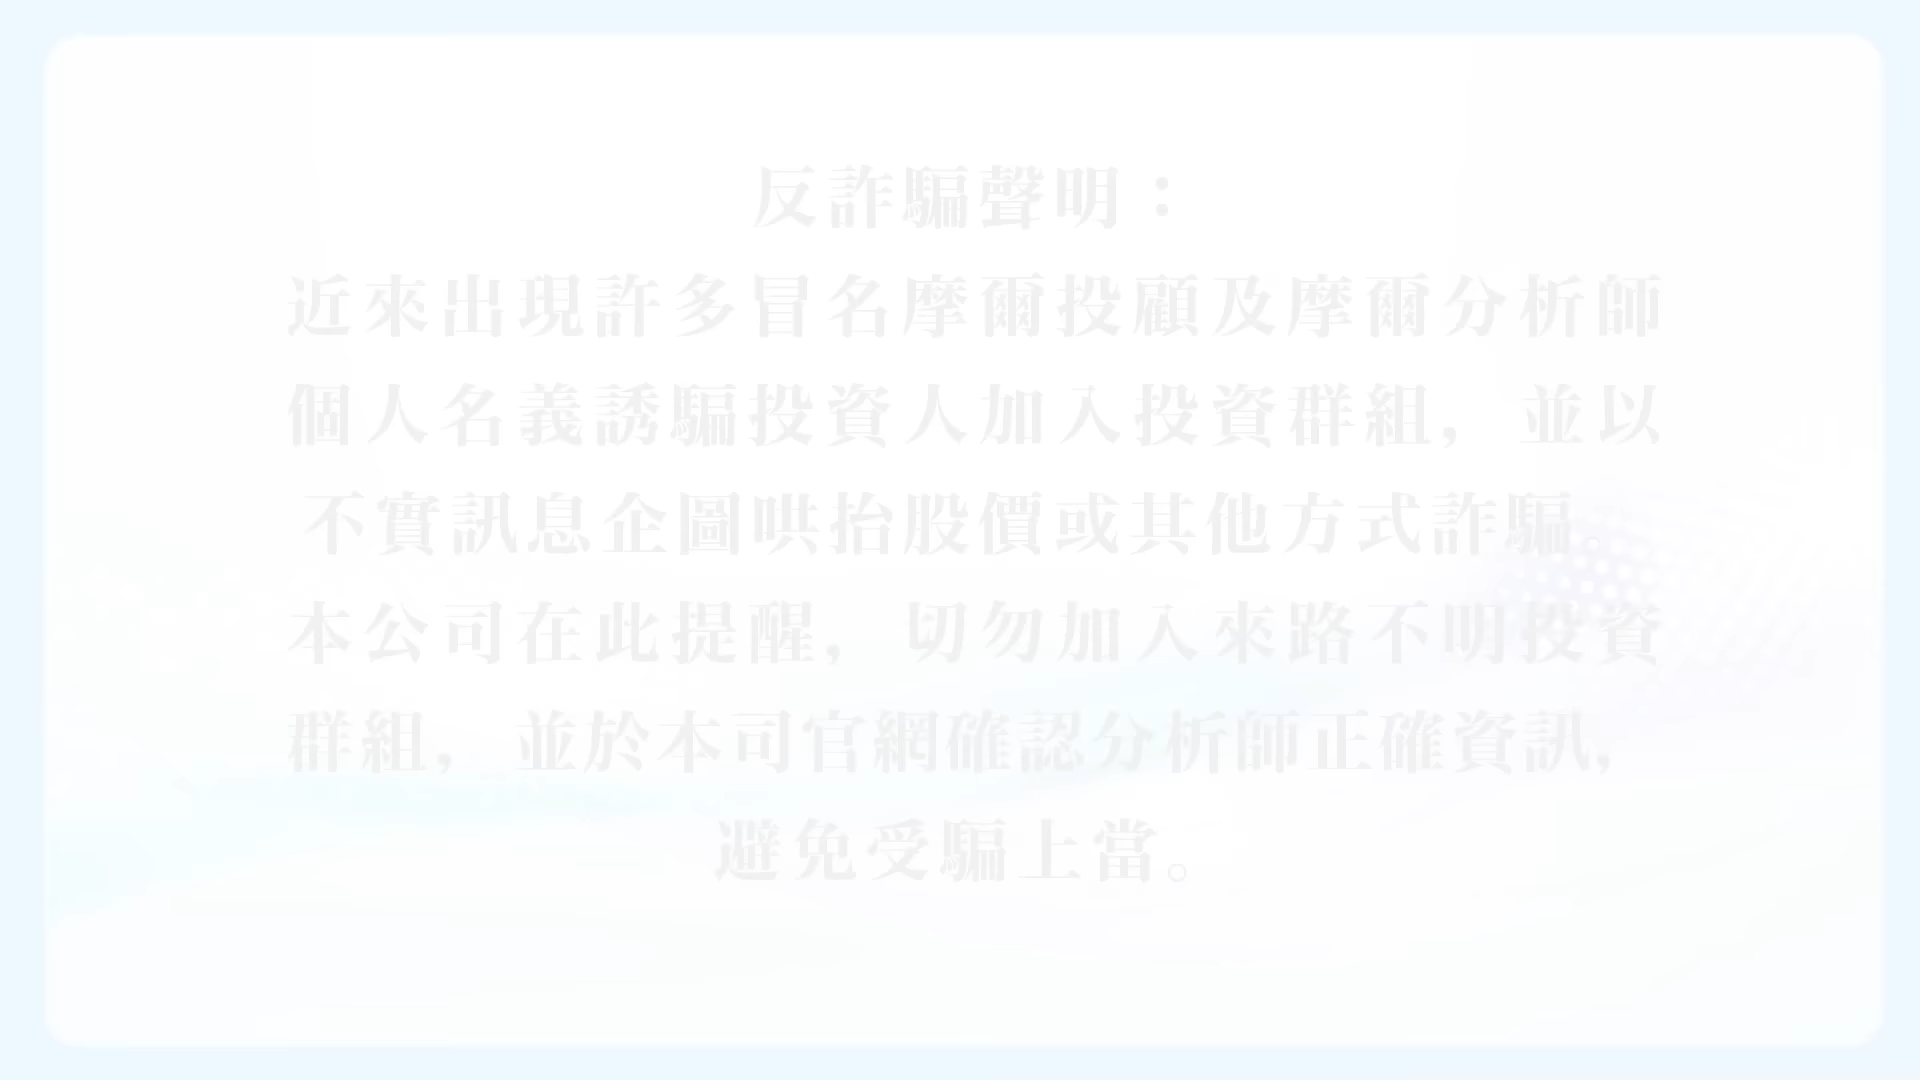 反詐騙聲明：
近來出現許多冒名摩爾投顧及摩爾分析師
個人名義誘騙投資人加入投資群組，並以
不實訊息企圖哄抬股價或其他方式詐騙。
本公司在此提醒，切勿加入來路不明投資
群組，並於本司官網確認分析師正確資訊，
避免受騙上當。